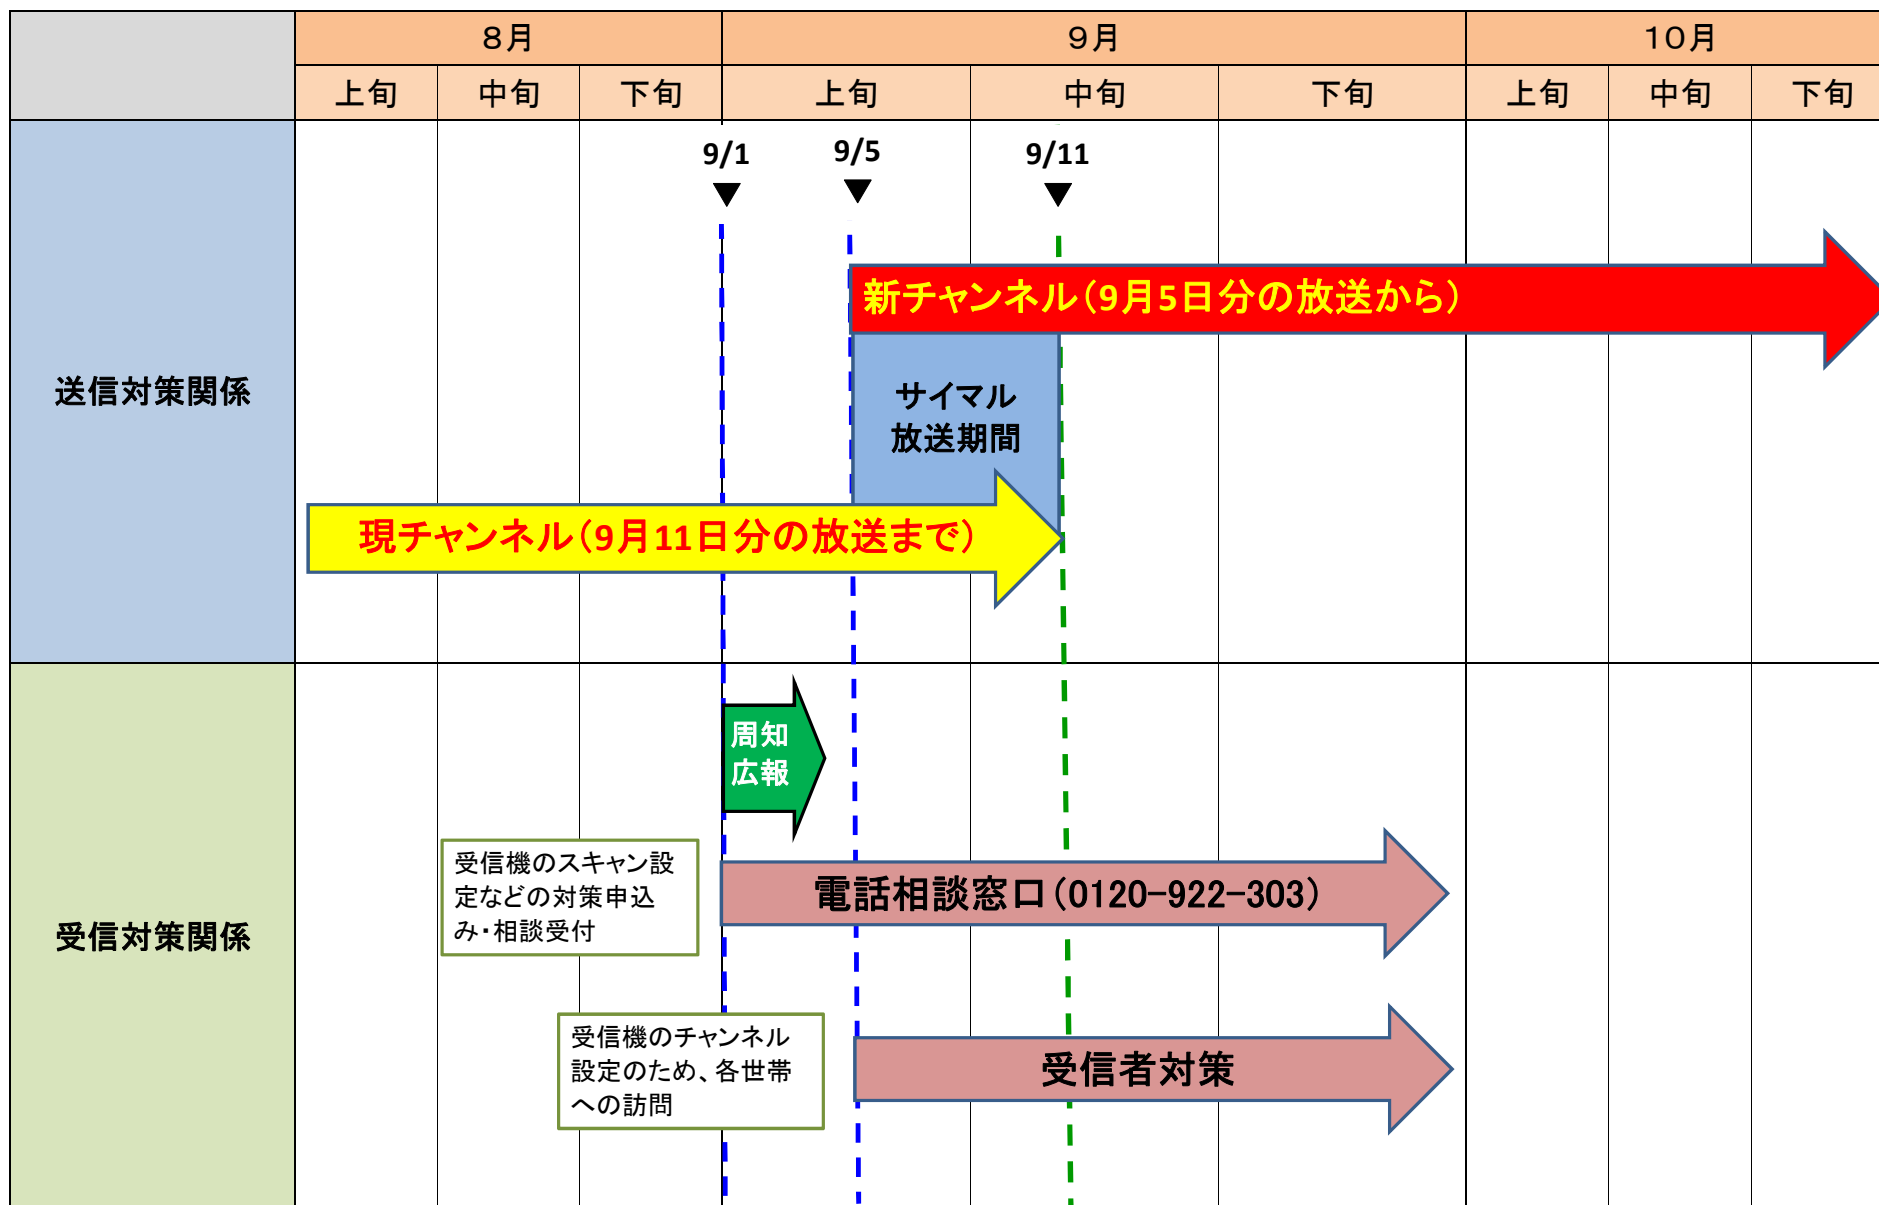 ８月
９月
１０月
上旬
中旬
下旬
上旬
中旬
下旬
上旬
中旬
下旬
9/1
9/5
9/11
送信対策関係
新チャンネル（9月5日分の放送から）
サイマル
放送期間
現チャンネル（9月11日分の放送まで）
受信対策関係
周知
広報
受信機のスキャン設
定などの対策申込
み・相談受付
電話相談窓口（0120−922−303）
受信機のチャンネル
設定のため、各世帯
への訪問
受信者対策